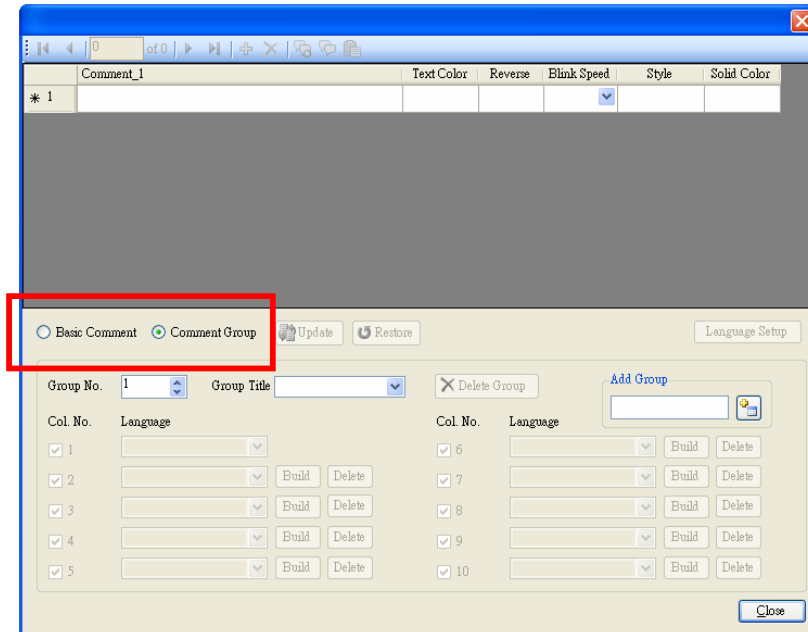 0 of 0
Comment_1 Text Color Reverse Blink Speed Style Solid Color
1
Basic Comment Comment Group Update Restore Language Setup
Group No. 1 Group Title Delete Group Add Group
Col. No. Language Col. No. Language
1 6 Build Delete
2 Build Delete 7 Build Delete
3 Build Delete 8 Build Delete
4 Build Delete 9 Build Delete
5 Build Delete 10 Build Delete
Close